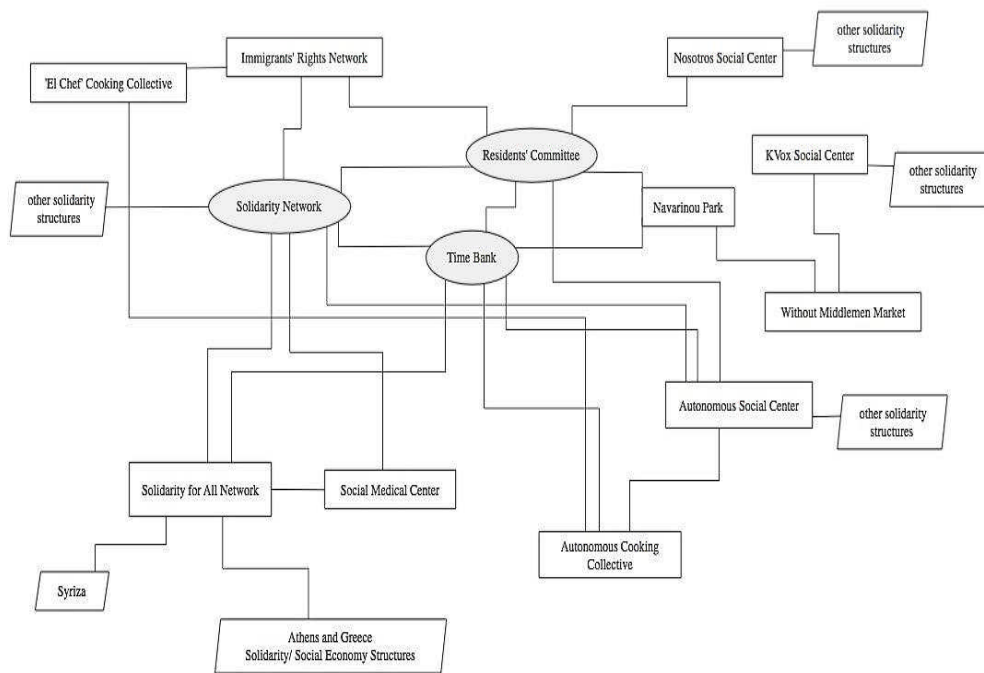 other solidarity
structures
Immigrants' Rights Network
Nosotros Social Center
'El Chef' Cooking Collective
Residents' Committee
KVox Social Center
other solidarity
structures
other solidarity
structures
Solidarity Network
Navarinou Park
Time Bank
Without Middlemen Market
Autonomous Social Center
other solidarity
structures
Solidarity for All Network
Social Medical Center
Autonomous Cooking
Collective
Syriza
Athens and Greece
Solidarity/ Social Economy Structures